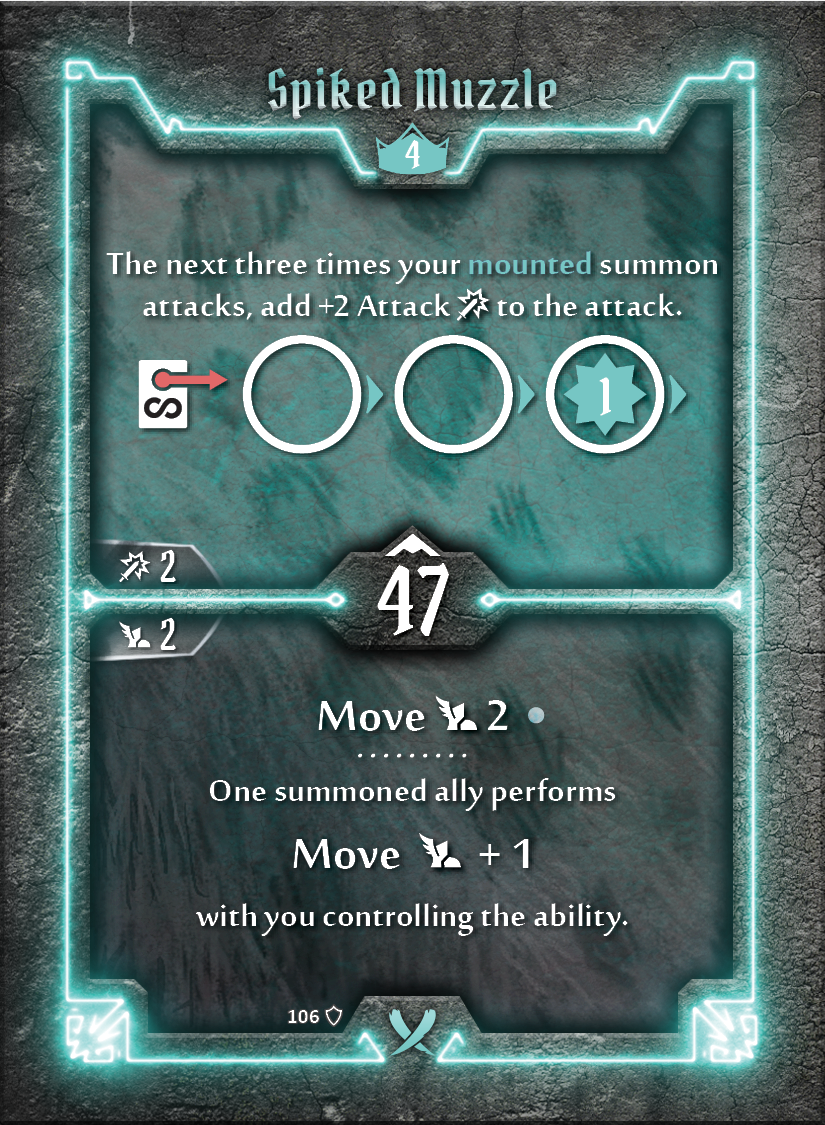 Spiked Muzzle
4
The next three times your mounted summon
attacks, add +2 Attack to the attack.
∞
1
2
47
2
Move 2
One summoned ally performs
Move + 1
with you controlling the ability.
106